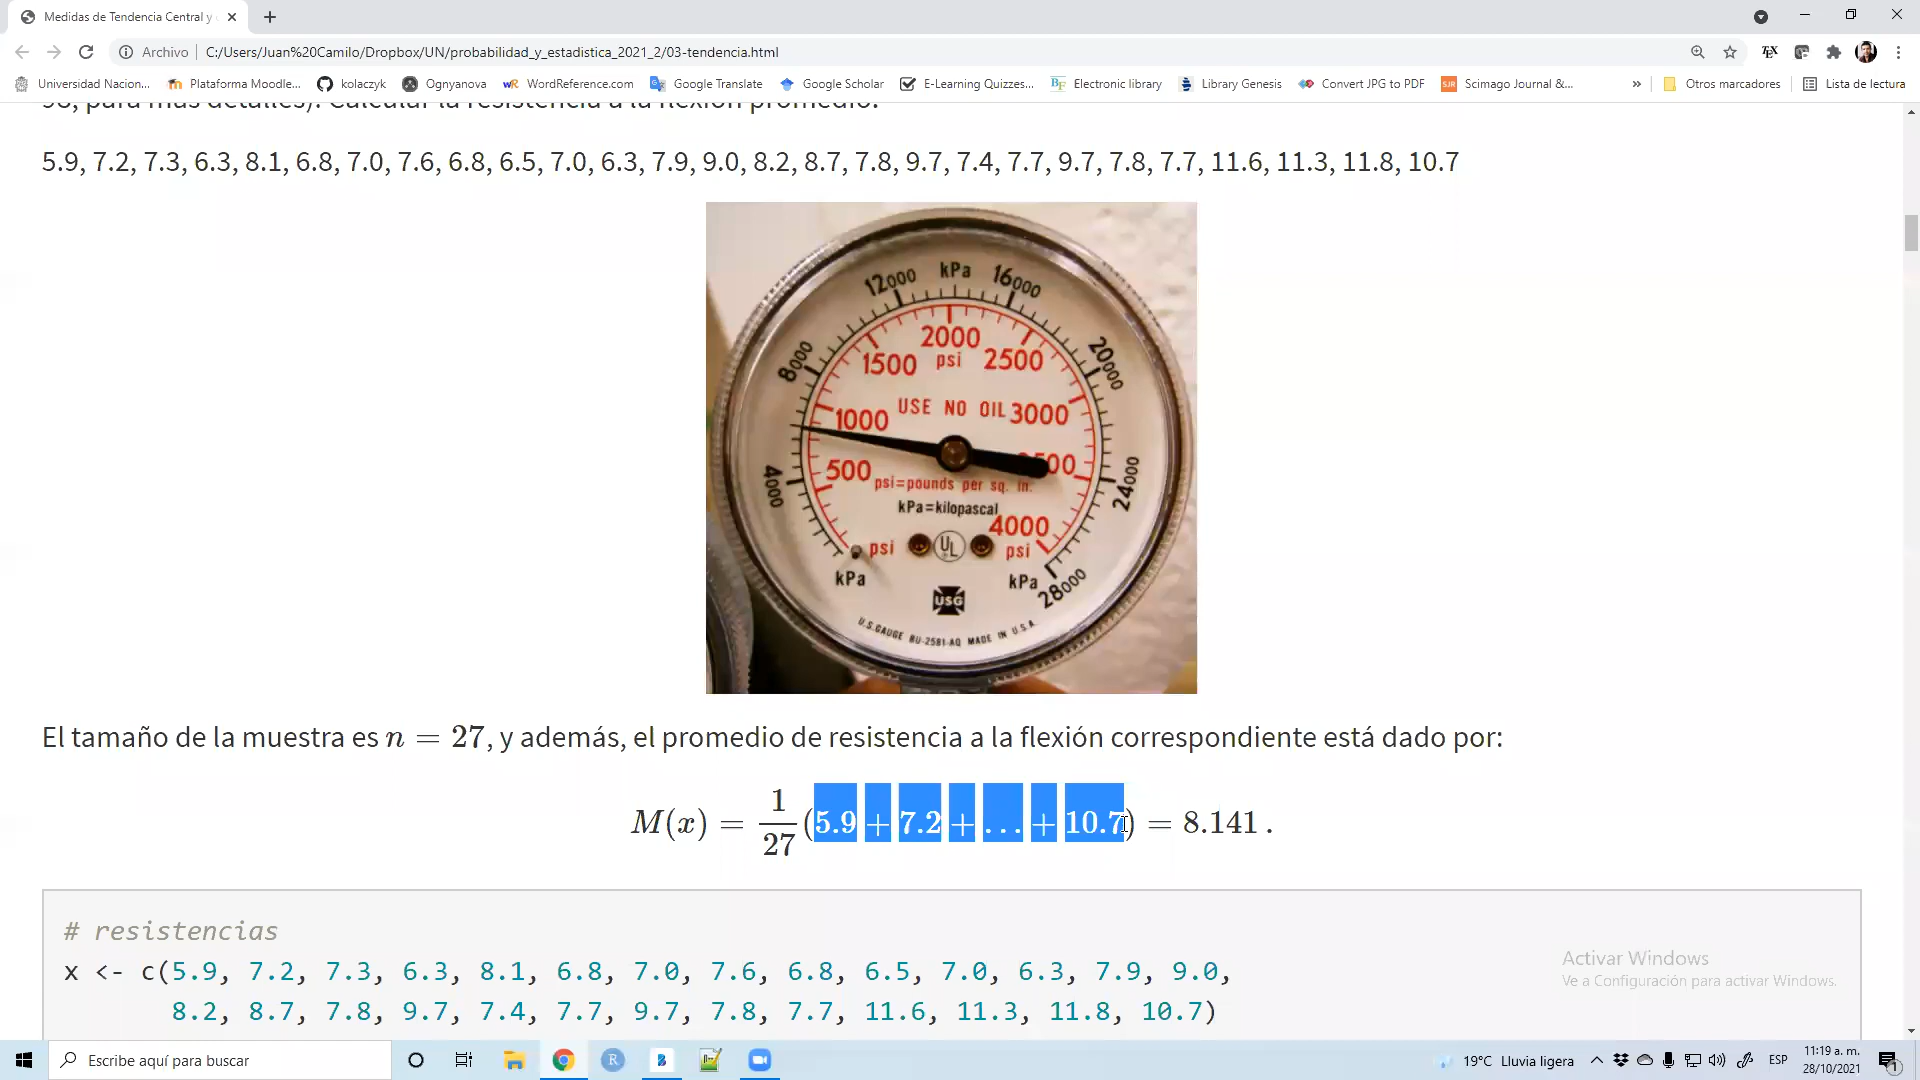 Medidas de Tendencia Central y
Archivo
C:/Users/Juan%20Camilo/Dropbox/UN/probabilidad_y_estadistica_2021_2/03-tendencia.html
Universidad Nacion...
Plataforma Moodle...
kolaczyk
Ognyanova
WordReference.com
Google Translate
Google Scholar
E-Learning Quizzes...
Electronic library
Library Genesis
Convert JPG to PDF
Scimago Journal &...
Otros marcadores
Lista de lectura
para más detalles). Calcular la resistencia a la flexión promedio.
5.9, 7.2, 7.3, 6.3, 8.1, 6.8, 7.0, 7.6, 6.8, 6.5, 7.0, 6.3, 7.9, 9.0, 8.2, 8.7, 7.8, 9.7, 7.4, 7.7, 9.7, 7.8, 7.7, 11.6, 11.3, 11.8, 10.7
12000 kPa 16000
2000
8000 1500 psi 2500 20000
1000 USE NO OIL 3000
4000 500 24000
psi=pounds per sq. in.
kPa=kilopascal
4000
psi UL psi
kPa kPa 28000
USG
U.S.GAUGE BU-2581-AQ MADE IN U.S.A.
El tamaño de la muestra es n = 27, y además, el promedio de resistencia a la flexión correspondiente está dado por:
M(x) = 1/27 (5.9 + 7.2 + ... + 10.7) = 8.141 .
# resistencias
x <- c(5.9, 7.2, 7.3, 6.3, 8.1, 6.8, 7.0, 7.6, 6.8, 6.5, 7.0, 6.3, 7.9, 9.0,
8.2, 8.7, 7.8, 9.7, 7.4, 7.7, 9.7, 7.8, 7.7, 11.6, 11.3, 11.8, 10.7)
Activar Windows
Ve a Configuración para activar Windows.
Escribe aquí para buscar
19°C Lluvia ligera
ESP
11:19 a. m.
28/10/2021